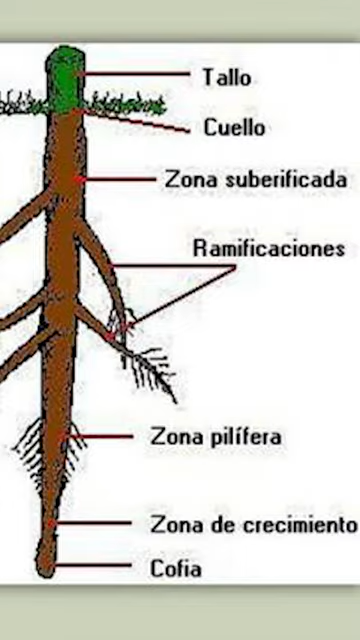 Tallo
Cuello
Zona suberificada
Ramificaciones
Zona pilífera
Zona de crecimiento
Cofia